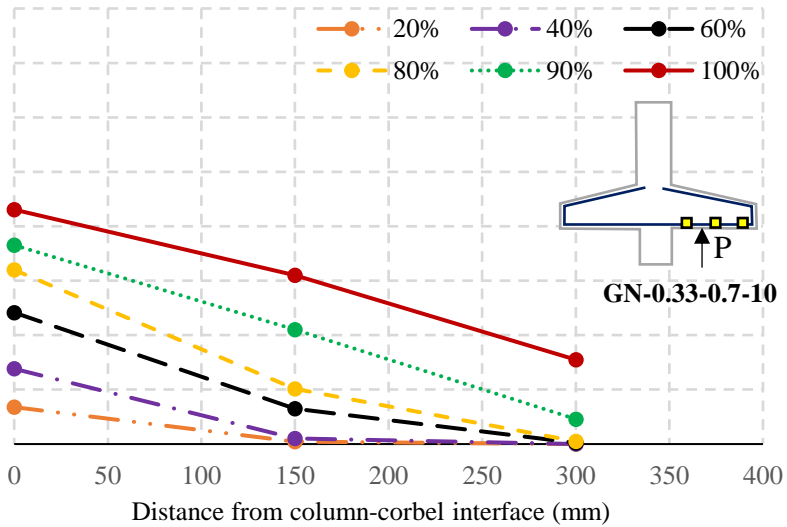 20% 40% 60%
80% 90% 100%
P
GN-0.33-0.7-10
0 50 100 150 200 250 300 350 400
Distance from column-corbel interface (mm)